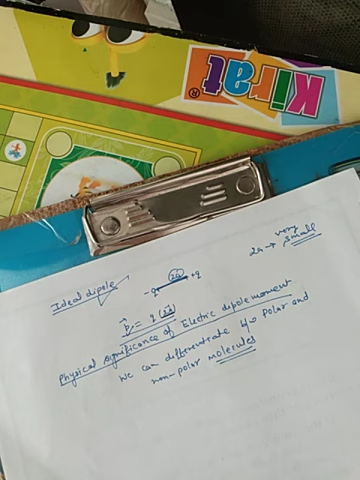 Kirat®
very
2a → small
Ideal dipole
2a
-q +q
p⃗ = q (2a⃗)
Physical significance of Electric dipole moment
We can differentiate b/w Polar and
non-polar molecules